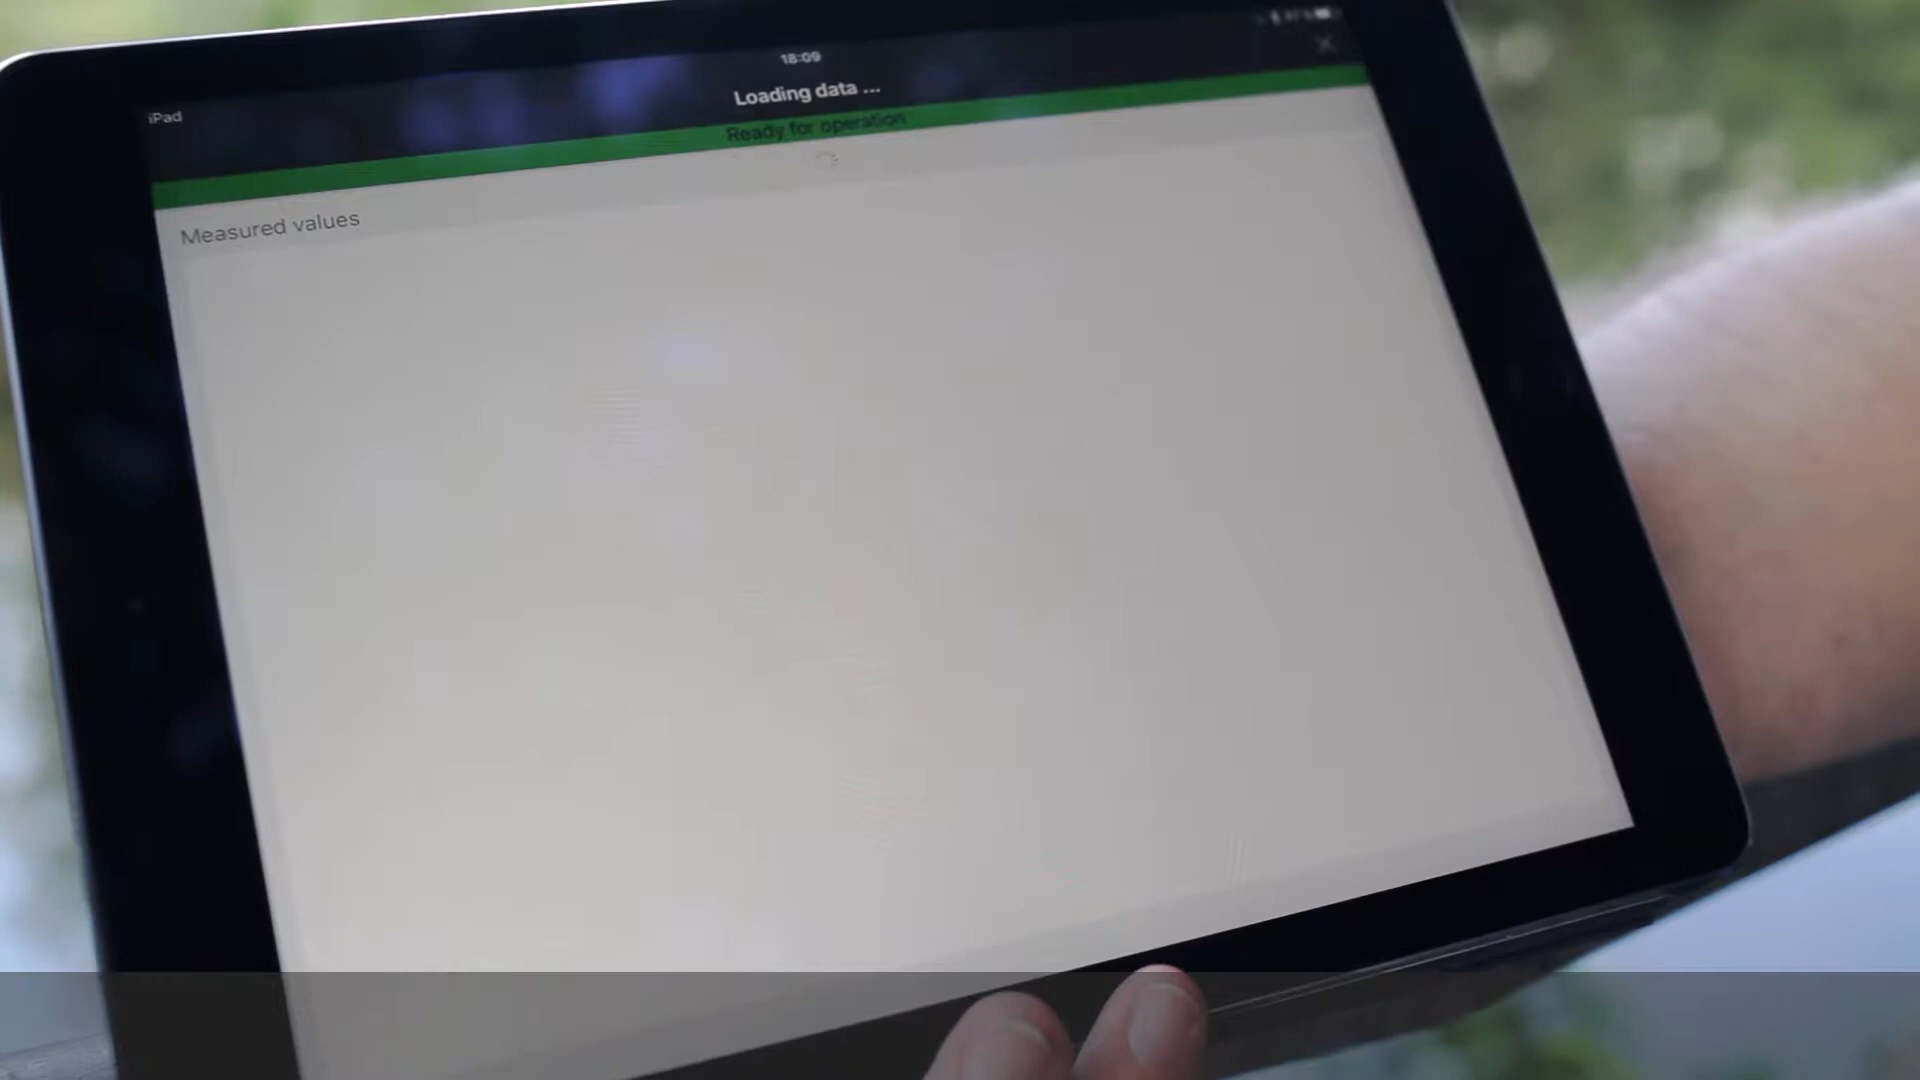 18:09
iPad
Loading data ...
Ready for operation
Measured values